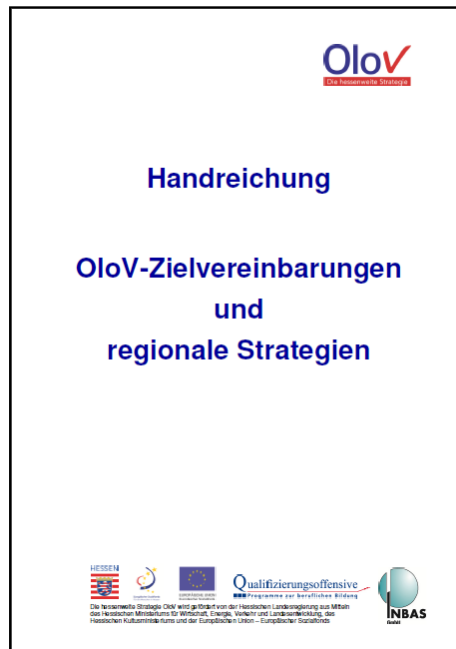 OloV
Die hessenweite Strategie
Handreichung
OloV-Zielvereinbarungen
und
regionale Strategien
HESSEN
EUROPÄISCHE UNION
Qualifizierungsoffensive
Programme zur beruflichen Bildung
INBAS
GmbH
Die hessenweite Strategie OloV wird gefördert von der Hessischen Landesregierung aus Mitteln
des Hessischen Ministeriums für Wirtschaft, Energie, Verkehr und Landesentwicklung, des
Hessischen Kultusministeriums und der Europäischen Union – Europäischer Sozialfonds